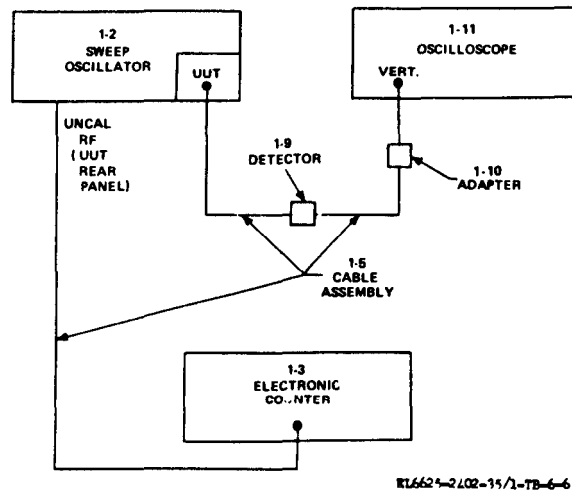 1-2
SWEEP
OSCILLATOR
UUT
1-11
OSCILLOSCOPE
VERT.
UNCAL
RF
(UUT
REAR
PANEL)
1-9
DETECTOR
1-10
ADAPTER
1-5
CABLE
ASSEMBLY
1-3
ELECTRONIC
COUNTER